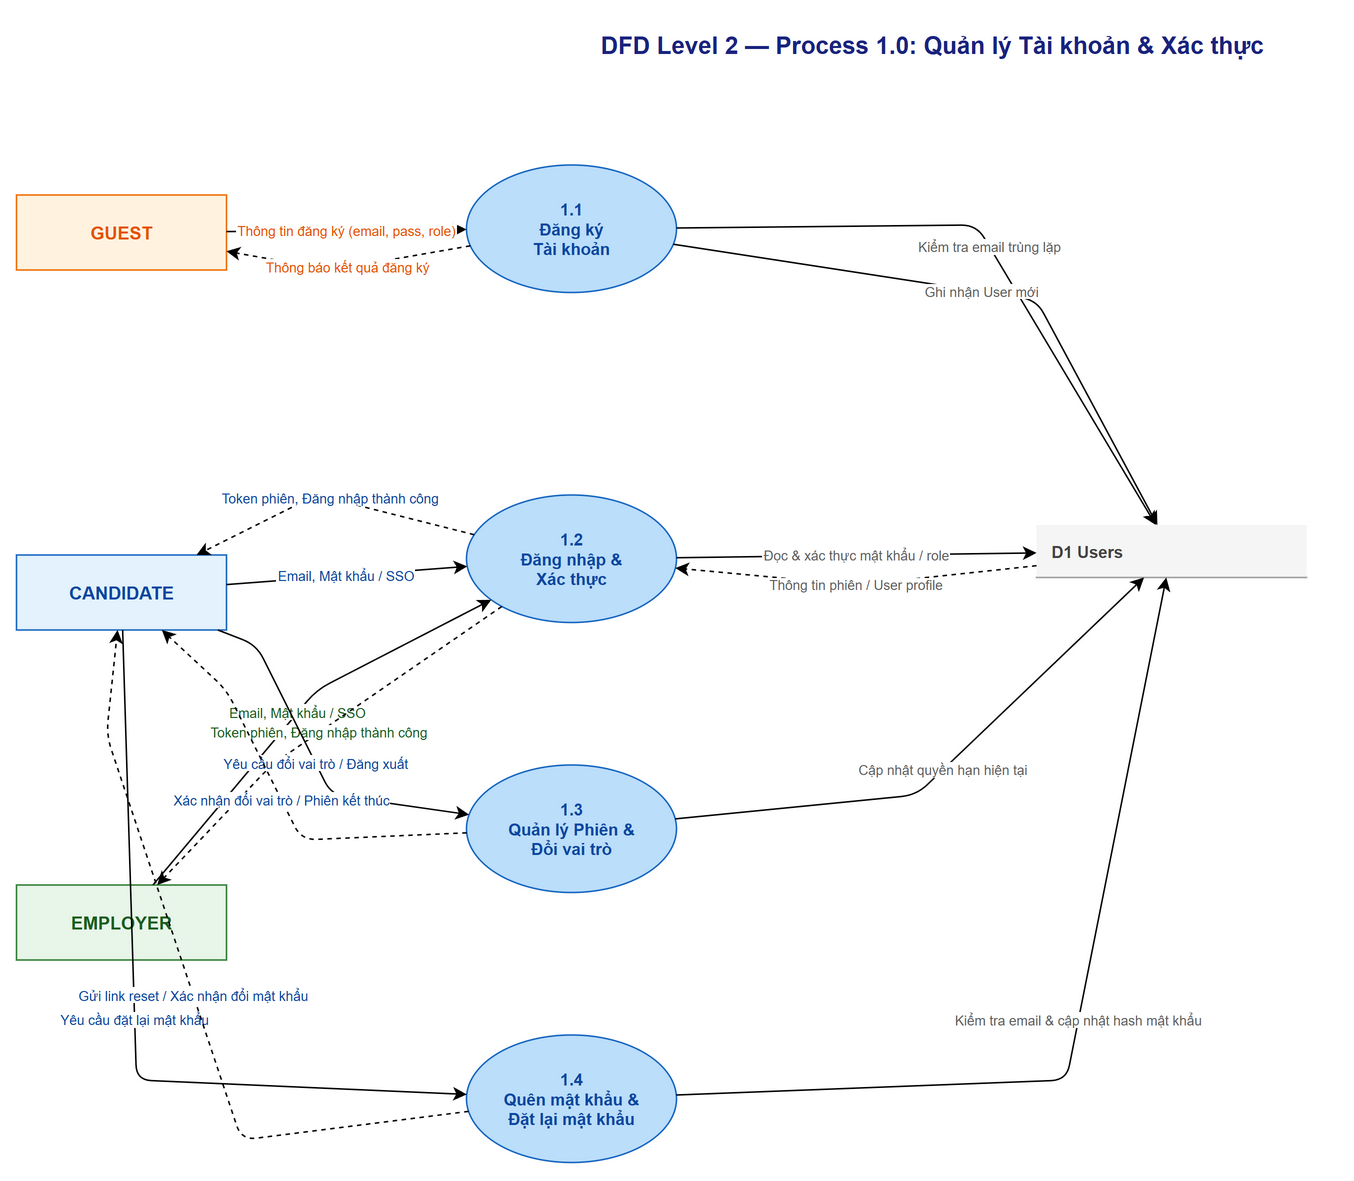 DFD Level 2 — Process 1.0: Quản lý Tài khoản & Xác thực
GUEST
Thông tin đăng ký (email, pass, role)
Thông báo kết quả đăng ký
1.1
Đăng ký
Tài khoản
Kiểm tra email trùng lặp
Ghi nhận User mới
Token phiên, Đăng nhập thành công
CANDIDATE
Email, Mật khẩu / SSO
1.2
Đăng nhập &
Xác thực
Đọc & xác thực mật khẩu / role
Thông tin phiên / User profile
D1 Users
Email, Mật khẩu / SSO
Token phiên, Đăng nhập thành công
Yêu cầu đổi vai trò / Đăng xuất
Xác nhận đổi vai trò / Phiên kết thúc
1.3
Quản lý Phiên &
Đổi vai trò
Cập nhật quyền hạn hiện tại
EMPLOYER
Gửi link reset / Xác nhận đổi mật khẩu
Yêu cầu đặt lại mật khẩu
1.4
Quên mật khẩu &
Đặt lại mật khẩu
Kiểm tra email & cập nhật hash mật khẩu